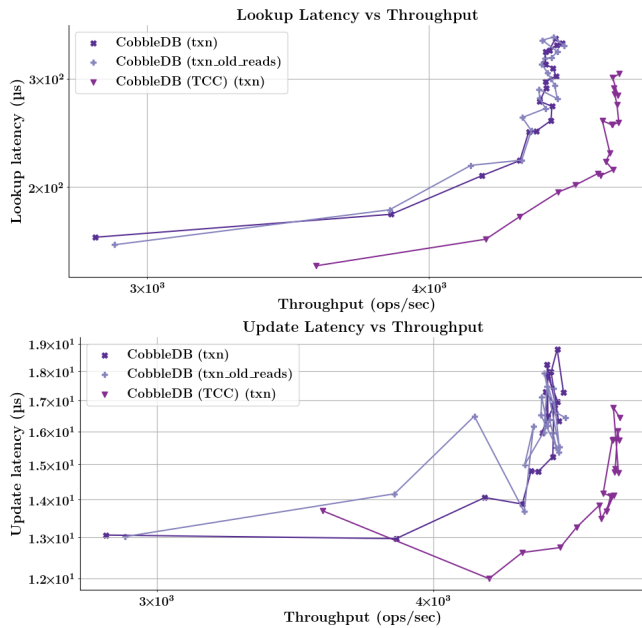 Lookup Latency vs Throughput
CobbleDB (txn)
CobbleDB (txn_old_reads)
CobbleDB (TCC) (txn)
3×10²
2×10²
Lookup latency (µs)
3×10³
4×10³
Throughput (ops/sec)
Update Latency vs Throughput
CobbleDB (txn)
CobbleDB (txn_old_reads)
CobbleDB (TCC) (txn)
1.9×10¹
1.8×10¹
1.7×10¹
1.6×10¹
1.5×10¹
1.4×10¹
1.3×10¹
1.2×10¹
Update latency (µs)
3×10³
4×10³
Throughput (ops/sec)